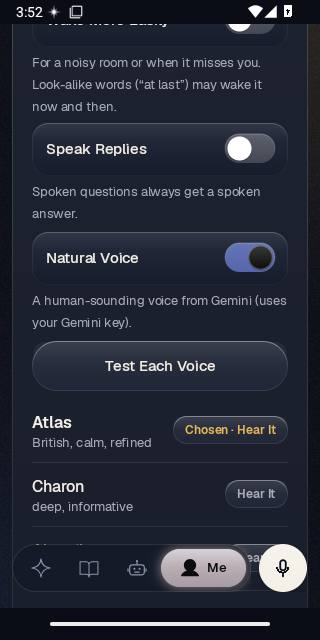 3:52
For a noisy room or when it misses you.
Look-alike words (“at last”) may wake it
now and then.
Speak Replies
Spoken questions always get a spoken
answer.
Natural Voice
A human-sounding voice from Gemini (uses
your Gemini key).
Test Each Voice
Atlas
British, calm, refined
Chosen · Hear It
Charon
deep, informative
Hear It
Me